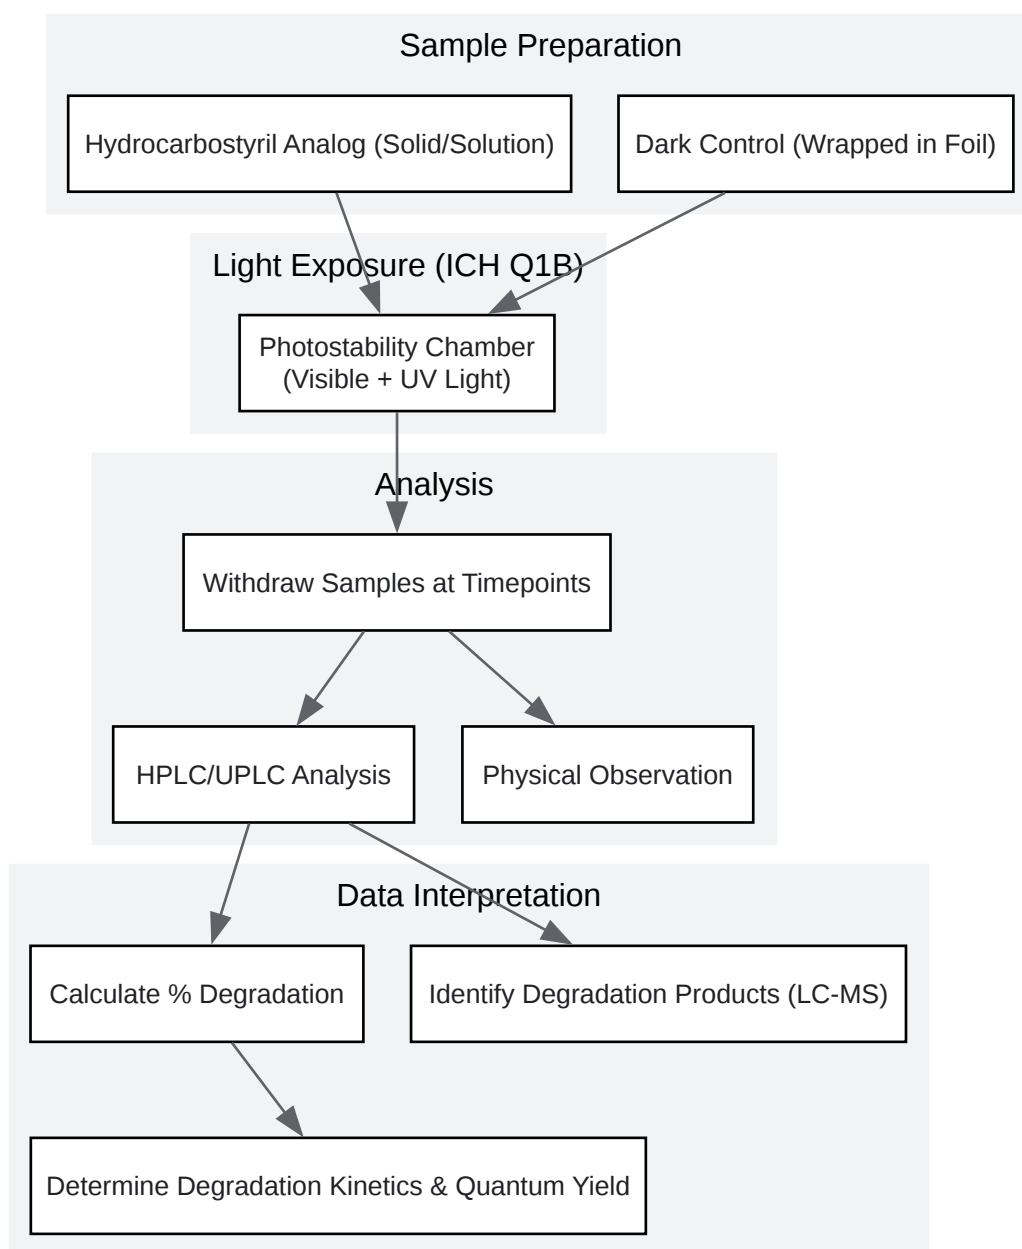 Sample Preparation
Hydrocarbostyril Analog (Solid/Solution)
Dark Control (Wrapped in Foil)
Light Exposure (ICH Q1B)
Photostability Chamber
(Visible + UV Light)
Analysis
Withdraw Samples at Timepoints
HPLC/UPLC Analysis
Physical Observation
Data Interpretation
Calculate % Degradation
Identify Degradation Products (LC-MS)
Determine Degradation Kinetics & Quantum Yield